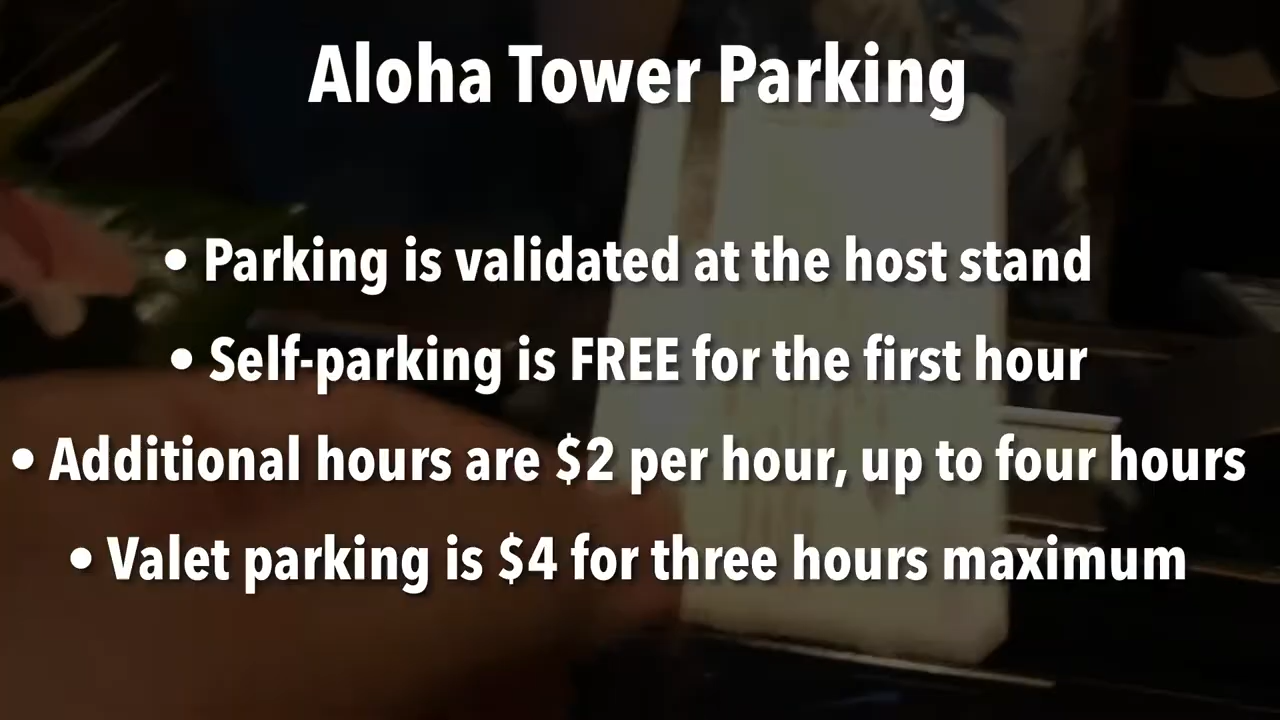 Aloha Tower Parking
• Parking is validated at the host stand
• Self-parking is FREE for the first hour
• Additional hours are $2 per hour, up to four hours
• Valet parking is $4 for three hours maximum